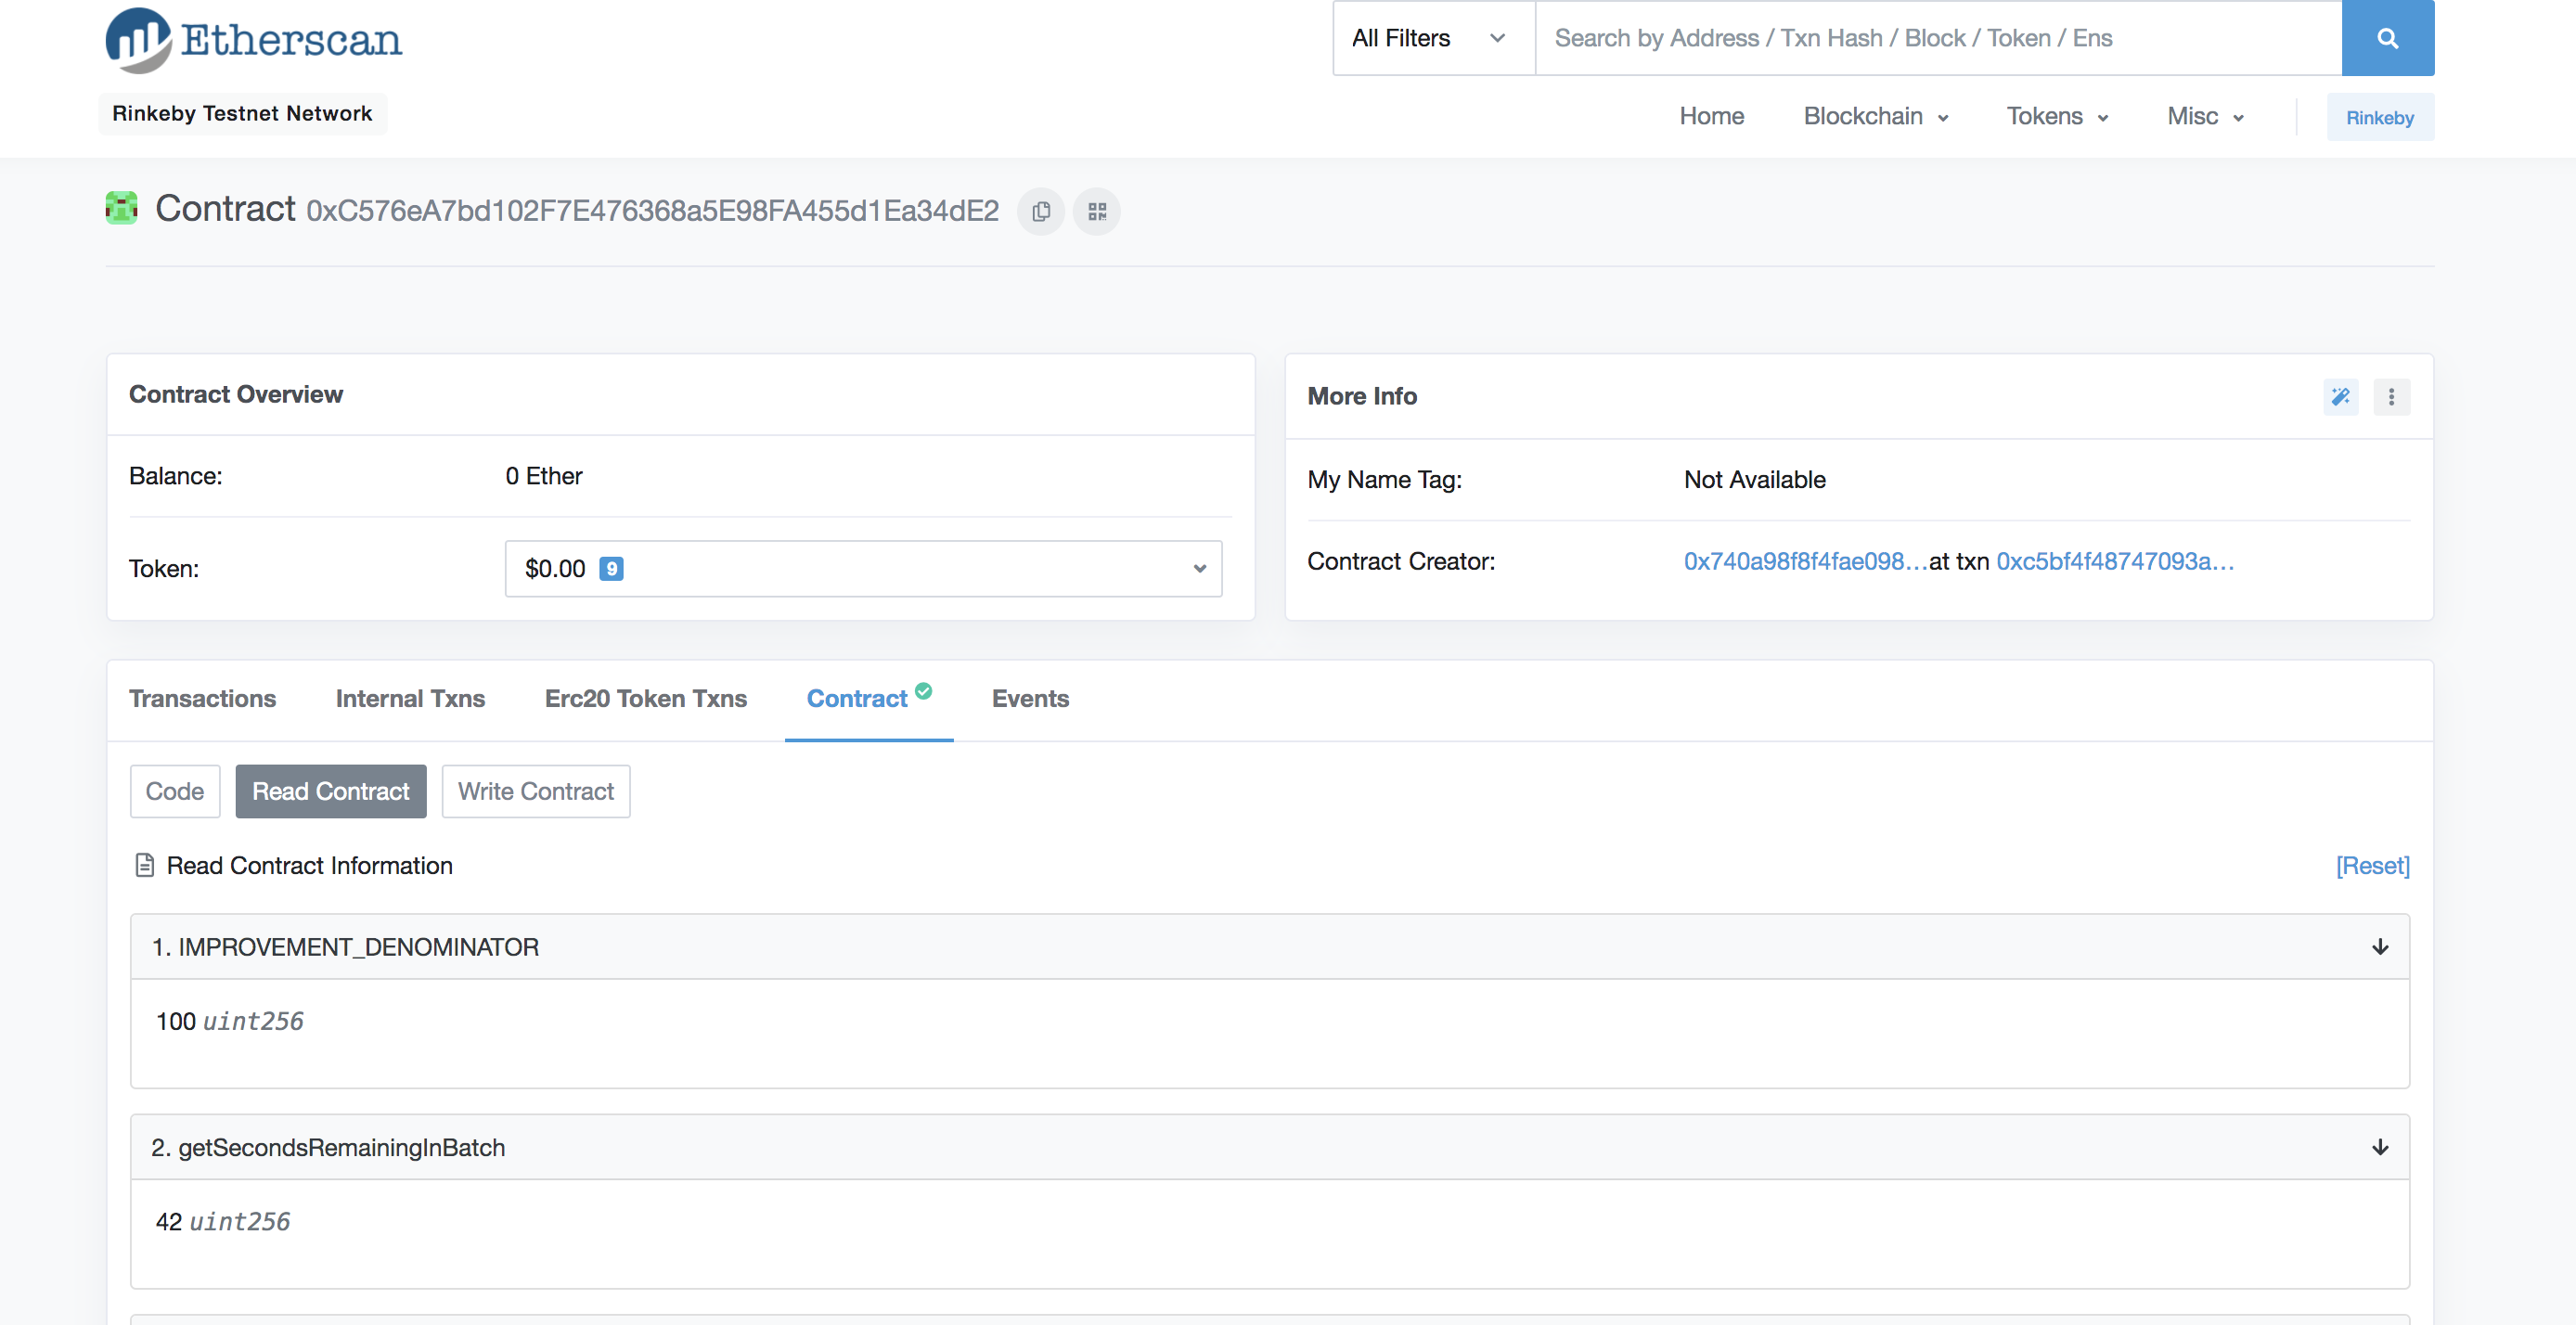 Etherscan
All Filters Search by Address / Txn Hash / Block / Token / Ens
Rinkeby Testnet Network
Home Blockchain Tokens Misc Rinkeby
Contract 0xC576eA7bd102F7E476368a5E98FA455d1Ea34dE2
Contract Overview
Balance: 0 Ether
Token: $0.00 9
More Info
My Name Tag: Not Available
Contract Creator: 0x740a98f8f4fae098...at txn 0xc5bf4f48747093a...
Transactions Internal Txns Erc20 Token Txns Contract Events
Code Read Contract Write Contract
Read Contract Information [Reset]
1. IMPROVEMENT_DENOMINATOR
100 uint256
2. getSecondsRemainingInBatch
42 uint256